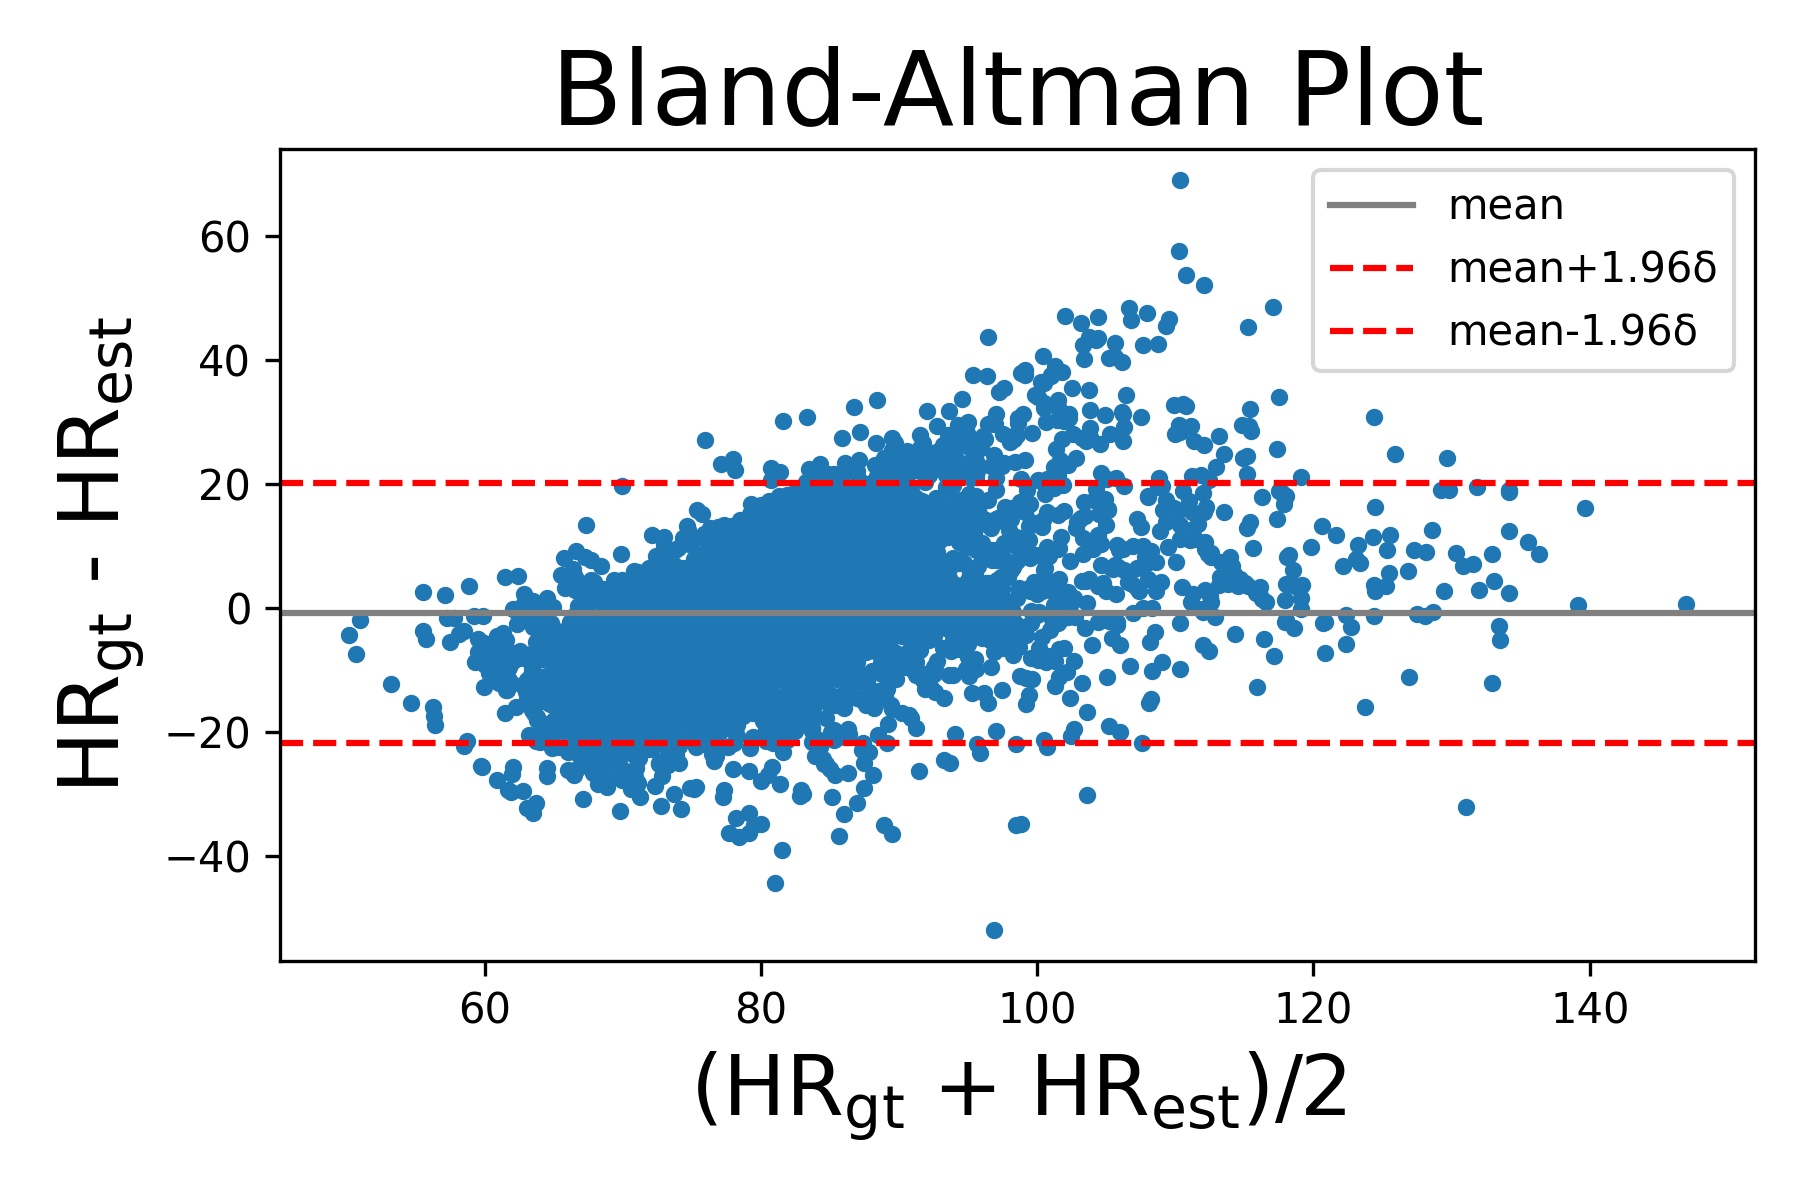 Bland-Altman Plot
mean
mean+1.96δ
mean-1.96δ
HRgt - HRest
60
40
20
0
−20
−40
60
80
100
120
140
(HRgt + HRest)/2